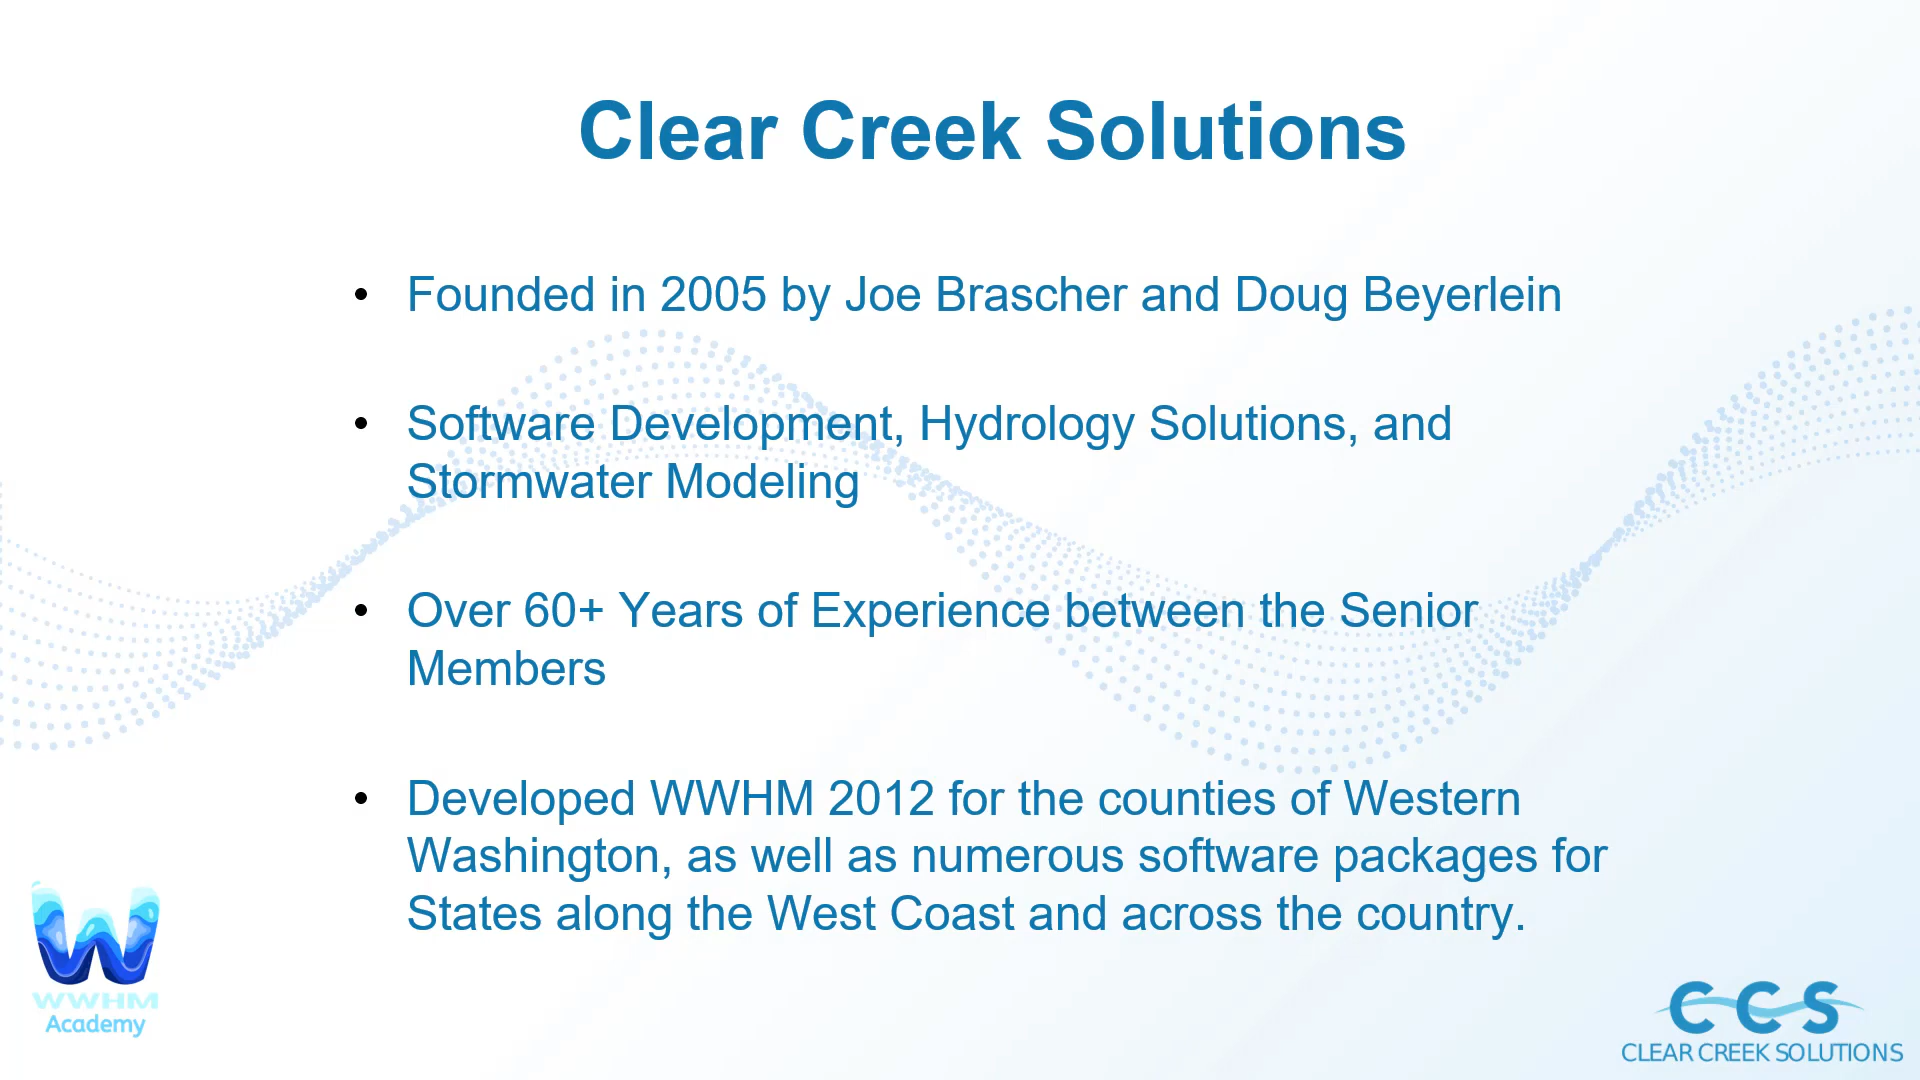 Clear Creek Solutions
• Founded in 2005 by Joe Brascher and Doug Beyerlein
• Software Development, Hydrology Solutions, and
Stormwater Modeling
• Over 60+ Years of Experience between the Senior
Members
• Developed WWHM 2012 for the counties of Western
Washington, as well as numerous software packages for
States along the West Coast and across the country.
W
WWHM
Academy
CCS
CLEAR CREEK SOLUTIONS